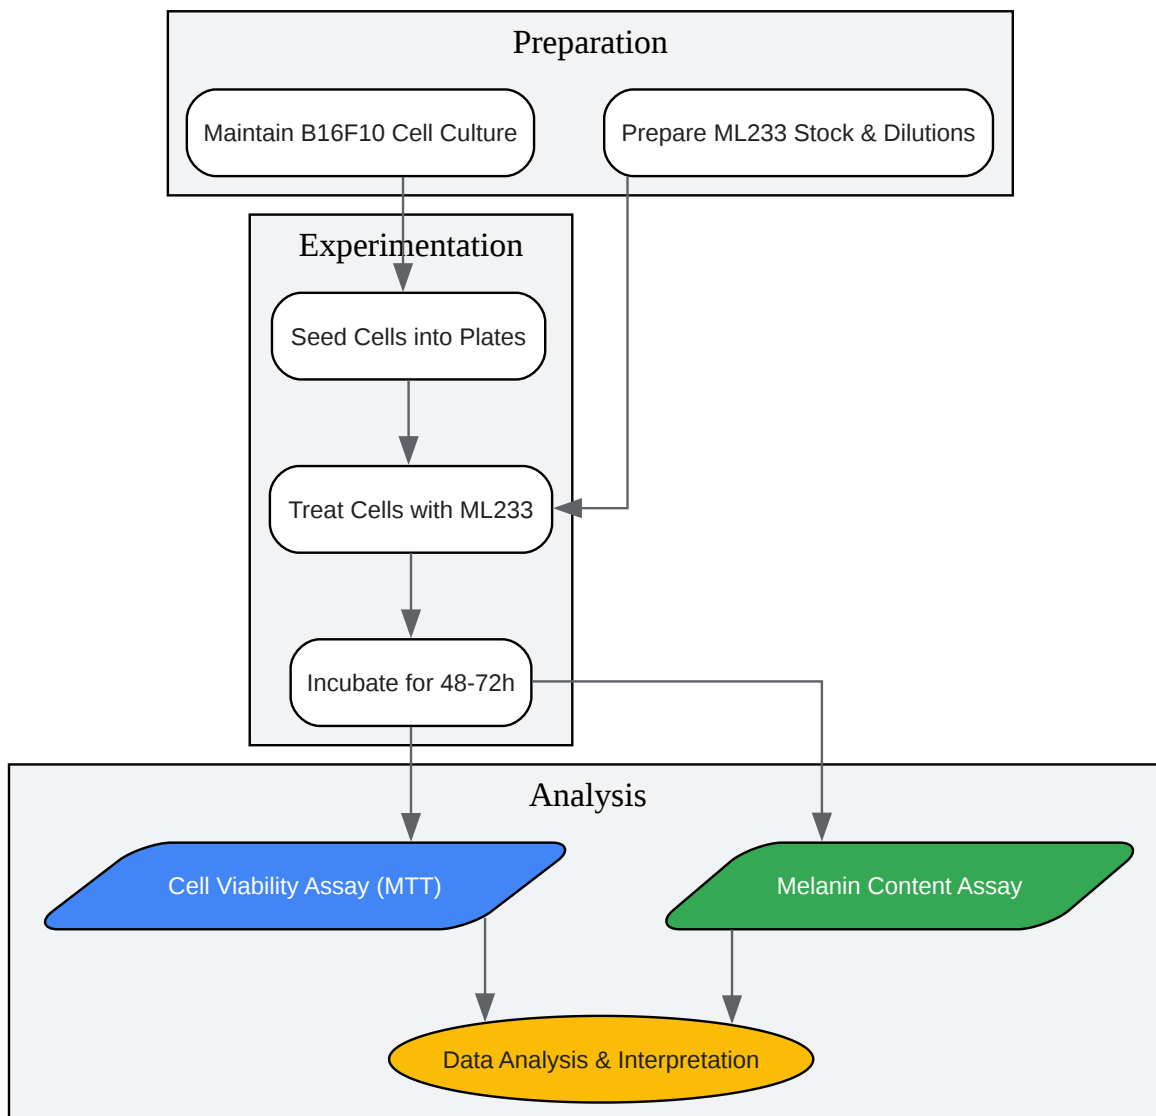 Preparation
Maintain B16F10 Cell Culture
Prepare ML233 Stock & Dilutions
Experimentation
Seed Cells into Plates
Treat Cells with ML233
Incubate for 48-72h
Analysis
Cell Viability Assay (MTT)
Melanin Content Assay
Data Analysis & Interpretation